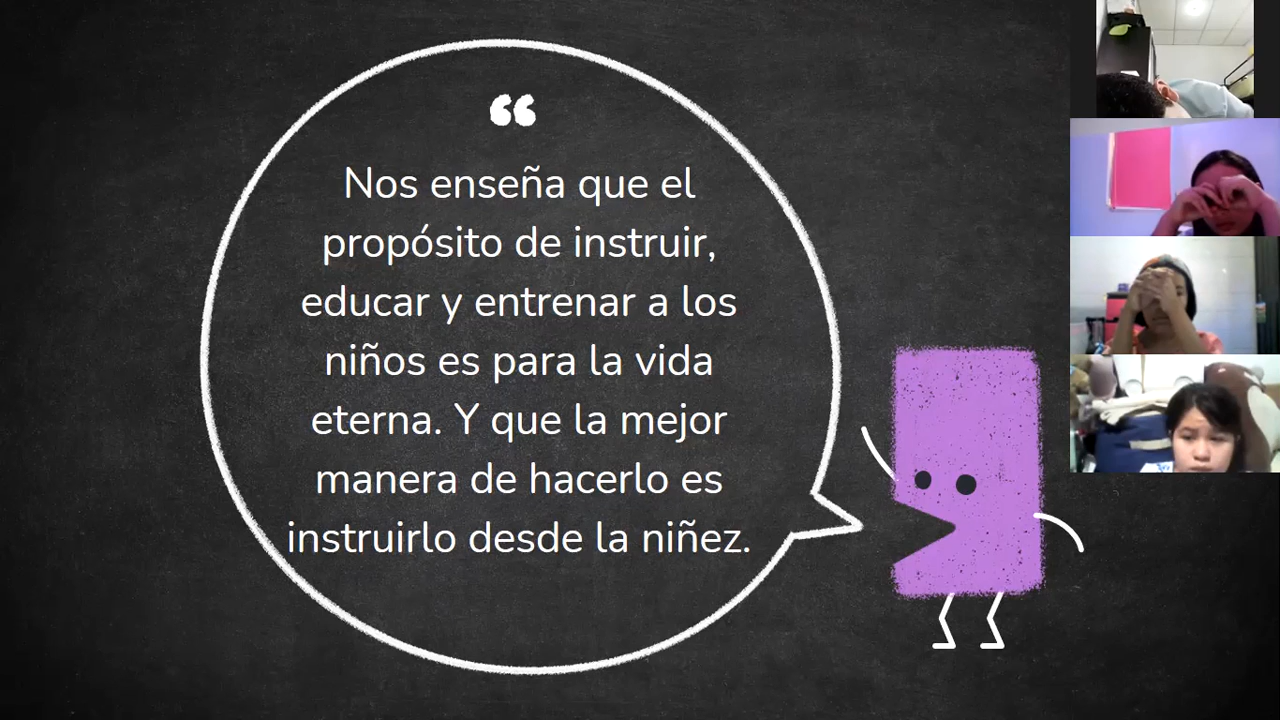 “
Nos enseña que el
propósito de instruir,
educar y entrenar a los
niños es para la vida
eterna. Y que la mejor
manera de hacerlo es
instruirlo desde la niñez.